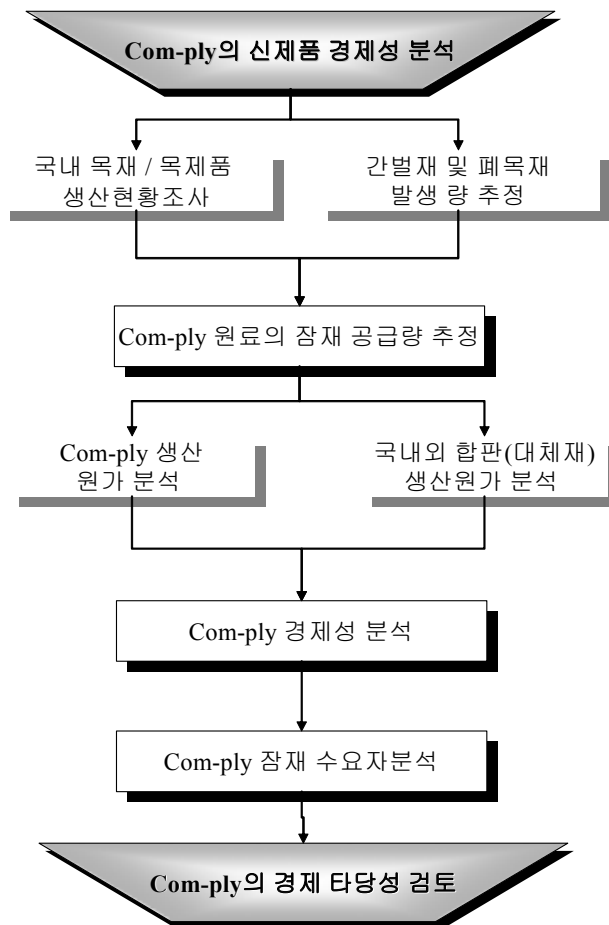 Com-ply의 신제품 경제성 분석
국내 목재 / 목제품
생산현황조사
간벌재 및 폐목재
발생 량 추정
Com-ply 원료의 잠재 공급량 추정
Com-ply 생산
원가 분석
국내외 합판(대체재)
생산원가 분석
Com-ply 경제성 분석
Com-ply 잠재 수요자분석
Com-ply의 경제 타당성 검토